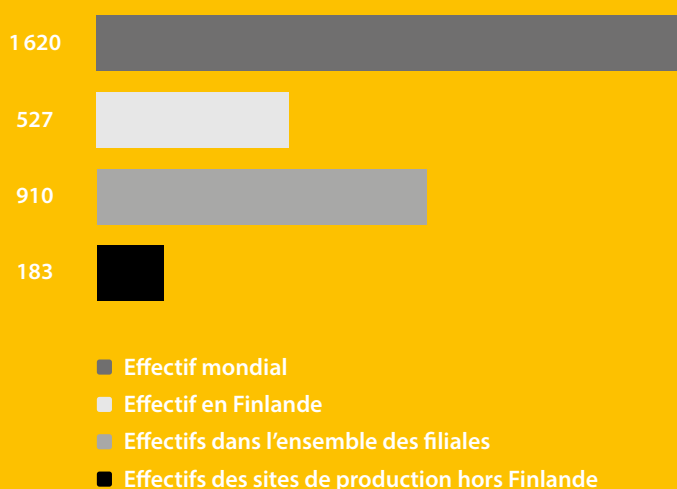 1 620
527
910
183
Effectif mondial
Effectif en Finlande
Effectifs dans l'ensemble des filiales
Effectifs des sites de production hors Finlande